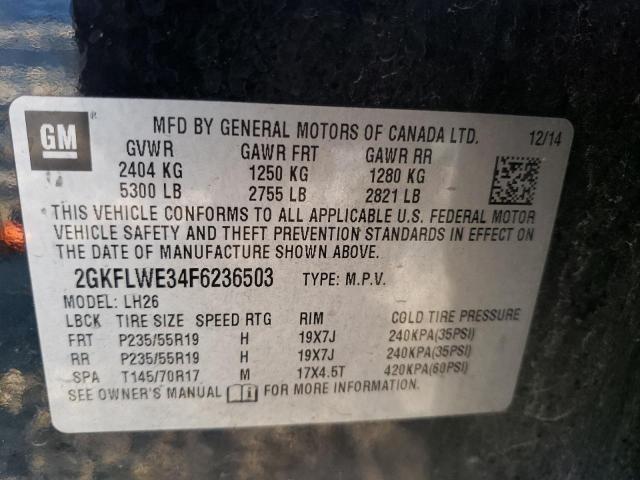 GM ® MFD BY GENERAL MOTORS OF CANADA LTD. 12/14
GVWR GAWR FRT GAWR RR
2404 KG 1250 KG 1280 KG
5300 LB 2755 LB 2821 LB
THIS VEHICLE CONFORMS TO ALL APPLICABLE U.S. FEDERAL MOTOR
VEHICLE SAFETY AND THEFT PREVENTION STANDARDS IN EFFECT ON
THE DATE OF MANUFACTURE SHOWN ABOVE.
2GKFLWE34F6236503 TYPE: M.P.V.
MODEL: LH26
LBCK TIRE SIZE SPEED RTG RIM COLD TIRE PRESSURE
FRT P235/55R19 H 19X7J 240KPA(35PSI)
RR P235/55R19 H 19X7J 240KPA(35PSI)
SPA T145/70R17 M 17X4.5T 420KPA(60PSI)
SEE OWNER'S MANUAL FOR MORE INFORMATION.